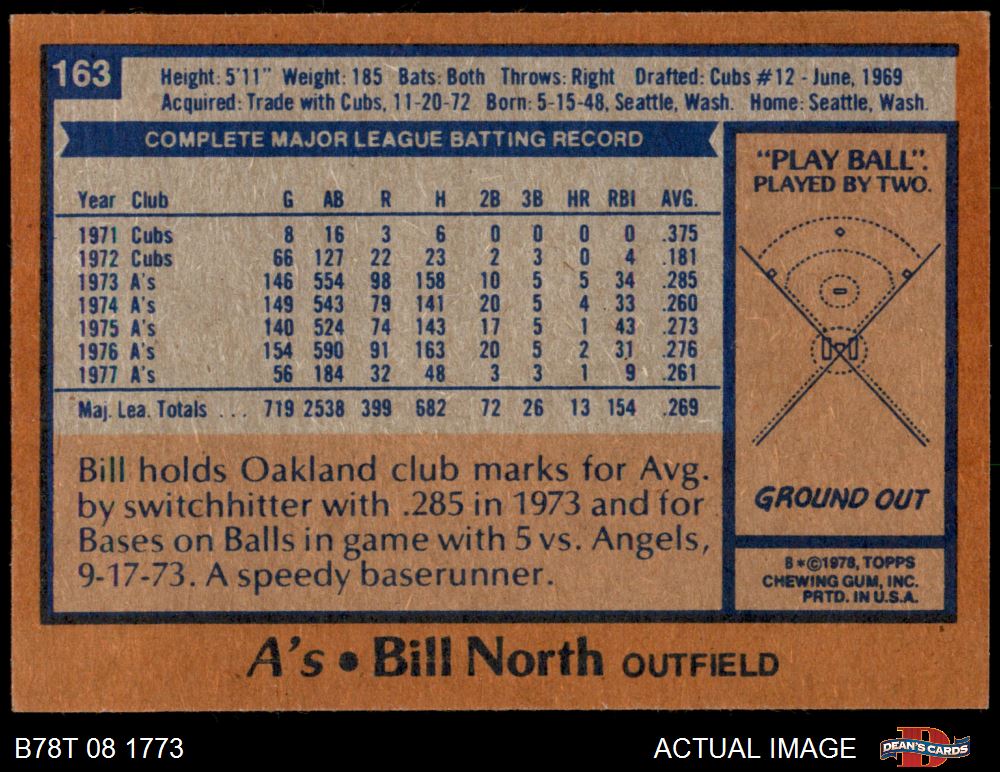 163
Height: 5'11" Weight: 185 Bats: Both Throws: Right Drafted: Cubs #12 - June, 1969
Acquired: Trade with Cubs, 11-20-72 Born: 5-15-48, Seattle, Wash. Home: Seattle, Wash.
COMPLETE MAJOR LEAGUE BATTING RECORD
Year Club G AB R H 2B 3B HR RBI AVG.
1971 Cubs 8 16 3 6 0 0 0 0 .375
1972 Cubs 66 127 22 23 2 3 0 4 .181
1973 A's 146 554 98 158 10 5 5 34 .285
1974 A's 149 543 79 141 20 5 4 33 .260
1975 A's 140 524 74 143 17 5 1 43 .273
1976 A's 154 590 91 163 20 5 2 31 .276
1977 A's 56 184 32 48 3 3 1 9 .261
Maj. Lea. Totals ... 719 2538 399 682 72 26 13 154 .269
Bill holds Oakland club marks for Avg.
by switchhitter with .285 in 1973 and for
Bases on Balls in game with 5 vs. Angels,
9-17-73. A speedy baserunner.
"PLAY BALL".
PLAYED BY TWO.
GROUND OUT
B*©1978, TOPPS
CHEWING GUM, INC.
PRTD. IN U.S.A.
A's • Bill North OUTFIELD
B78T 08 1773
ACTUAL IMAGE
D
DEAN'S CARDS